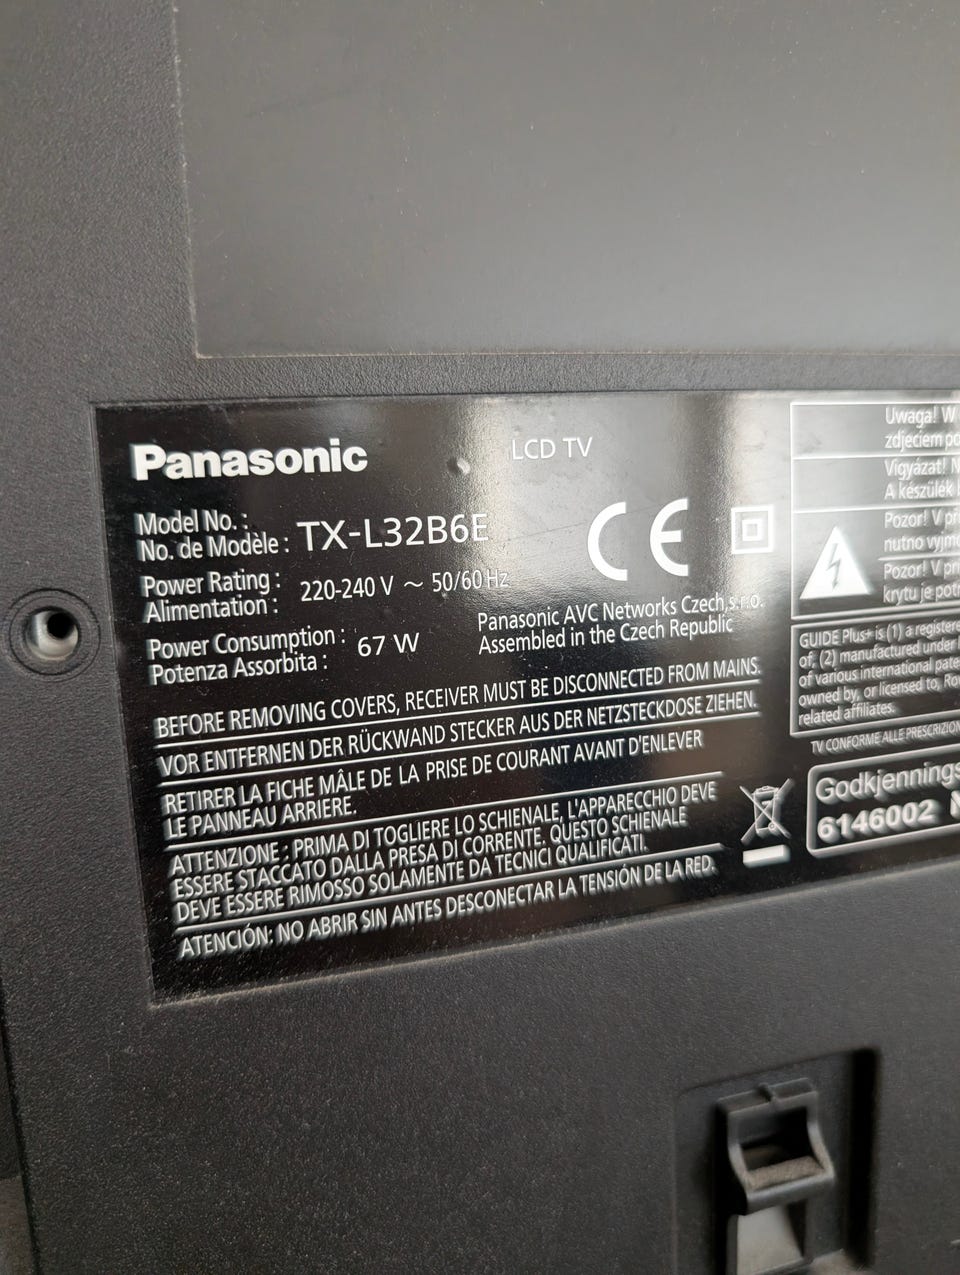 Panasonic
LCD TV
Model No. :
No. de Modèle :
TX-L32B6E
Power Rating :
Alimentation :
220-240 V ~ 50/60 Hz
Power Consumption :
Potenza Assorbita :
67 W
Panasonic AVC Networks Czech,s.r.o.
Assembled in the Czech Republic
CE
BEFORE REMOVING COVERS, RECEIVER MUST BE DISCONNECTED FROM MAINS.
VOR ENTFERNEN DER RÜCKWAND STECKER AUS DER NETZSTECKDOSE ZIEHEN.
RETIRER LA FICHE MÂLE DE LA PRISE DE COURANT AVANT D'ENLEVER
LE PANNEAU ARRIERE.
ATTENZIONE : PRIMA DI TOGLIERE LO SCHIENALE, L'APPARECCHIO DEVE
ESSERE STACCATO DALLA PRESA DI CORRENTE. QUESTO SCHIENALE
DEVE ESSERE RIMOSSO SOLAMENTE DA TECNICI QUALIFICATI.
ATENCIÓN: NO ABRIR SIN ANTES DESCONECTAR LA TENSIÓN DE LA RED.
Uwaga! W
zdjeciem
Vigyázat!
A készülék
Pozor! V
nutno
Pozor! V
krytu je
GUIDE Plus+ is (1) a
of, (2) manufactured under
of various international
owned by, or licensed to,
related affiliates.
TV CONFORME ALLE
Godkjennings
6146002